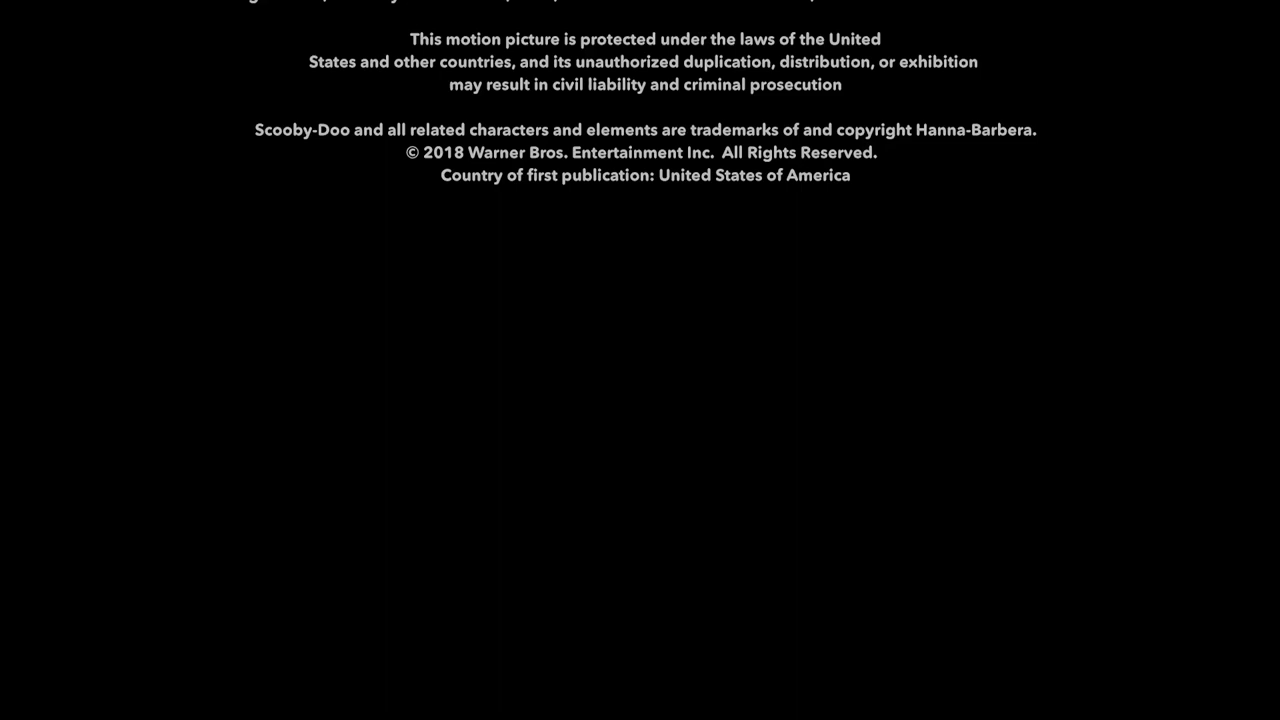 This motion picture is protected under the laws of the United
States and other countries, and its unauthorized duplication, distribution, or exhibition
may result in civil liability and criminal prosecution
Scooby-Doo and all related characters and elements are trademarks of and copyright Hanna-Barbera.
© 2018 Warner Bros. Entertainment Inc.  All Rights Reserved.
Country of first publication: United States of America